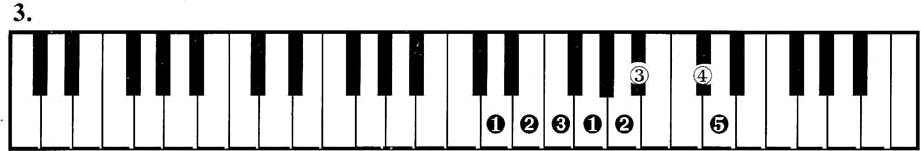 3.
③ ④
❶ ❷ ❸ ❶ ❷ ❺